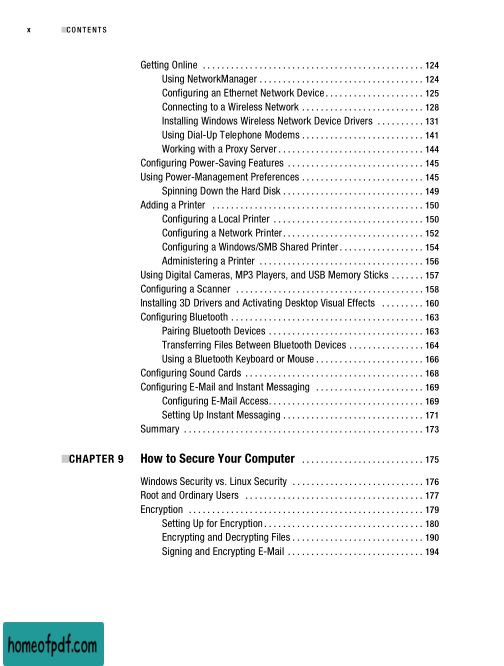 x ■CONTENTS
Getting Online . . . . . . . . . . . . . . . . . . . . . . . . . . . . . . . . . . . . . . . . . . . . . . . 124
Using NetworkManager . . . . . . . . . . . . . . . . . . . . . . . . . . . . . . . . . . . 124
Configuring an Ethernet Network Device. . . . . . . . . . . . . . . . . . . . . 125
Connecting to a Wireless Network . . . . . . . . . . . . . . . . . . . . . . . . . . 128
Installing Windows Wireless Network Device Drivers . . . . . . . . . . 131
Using Dial-Up Telephone Modems . . . . . . . . . . . . . . . . . . . . . . . . . . 141
Working with a Proxy Server . . . . . . . . . . . . . . . . . . . . . . . . . . . . . . . 144
Configuring Power-Saving Features . . . . . . . . . . . . . . . . . . . . . . . . . . . . . 145
Using Power-Management Preferences . . . . . . . . . . . . . . . . . . . . . . . . . . 145
Spinning Down the Hard Disk . . . . . . . . . . . . . . . . . . . . . . . . . . . . . . 149
Adding a Printer . . . . . . . . . . . . . . . . . . . . . . . . . . . . . . . . . . . . . . . . . . . . . 150
Configuring a Local Printer . . . . . . . . . . . . . . . . . . . . . . . . . . . . . . . . 150
Configuring a Network Printer. . . . . . . . . . . . . . . . . . . . . . . . . . . . . . 152
Configuring a Windows/SMB Shared Printer. . . . . . . . . . . . . . . . . . 154
Administering a Printer . . . . . . . . . . . . . . . . . . . . . . . . . . . . . . . . . . . 156
Using Digital Cameras, MP3 Players, and USB Memory Sticks . . . . . . . 157
Configuring a Scanner . . . . . . . . . . . . . . . . . . . . . . . . . . . . . . . . . . . . . . . . 158
Installing 3D Drivers and Activating Desktop Visual Effects . . . . . . . . . 160
Configuring Bluetooth . . . . . . . . . . . . . . . . . . . . . . . . . . . . . . . . . . . . . . . . . 163
Pairing Bluetooth Devices . . . . . . . . . . . . . . . . . . . . . . . . . . . . . . . . . 163
Transferring Files Between Bluetooth Devices . . . . . . . . . . . . . . . . 164
Using a Bluetooth Keyboard or Mouse . . . . . . . . . . . . . . . . . . . . . . . 166
Configuring Sound Cards . . . . . . . . . . . . . . . . . . . . . . . . . . . . . . . . . . . . . . 168
Configuring E-Mail and Instant Messaging . . . . . . . . . . . . . . . . . . . . . . . 169
Configuring E-Mail Access. . . . . . . . . . . . . . . . . . . . . . . . . . . . . . . . . 169
Setting Up Instant Messaging . . . . . . . . . . . . . . . . . . . . . . . . . . . . . . 171
Summary . . . . . . . . . . . . . . . . . . . . . . . . . . . . . . . . . . . . . . . . . . . . . . . . . . . 173
■CHAPTER 9 How to Secure Your Computer . . . . . . . . . . . . . . . . . . . . . . . . . . 175
Windows Security vs. Linux Security . . . . . . . . . . . . . . . . . . . . . . . . . . . . 176
Root and Ordinary Users . . . . . . . . . . . . . . . . . . . . . . . . . . . . . . . . . . . . . . 177
Encryption . . . . . . . . . . . . . . . . . . . . . . . . . . . . . . . . . . . . . . . . . . . . . . . . . . 179
Setting Up for Encryption . . . . . . . . . . . . . . . . . . . . . . . . . . . . . . . . . . 180
Encrypting and Decrypting Files . . . . . . . . . . . . . . . . . . . . . . . . . . . . 190
Signing and Encrypting E-Mail . . . . . . . . . . . . . . . . . . . . . . . . . . . . . 194
homeofpdf.com